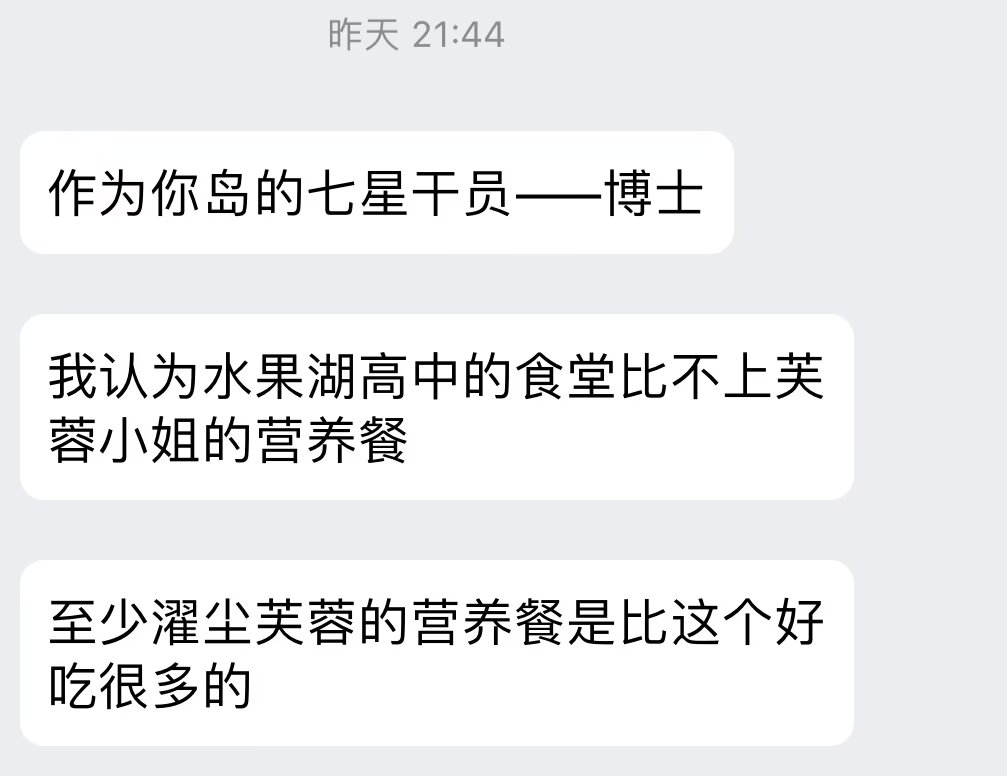 昨天 21:44
作为你岛的七星干员——博士
我认为水果湖高中的食堂比不上芙
蓉小姐的营养餐
至少濯尘芙蓉的营养餐是比这个好
吃很多的